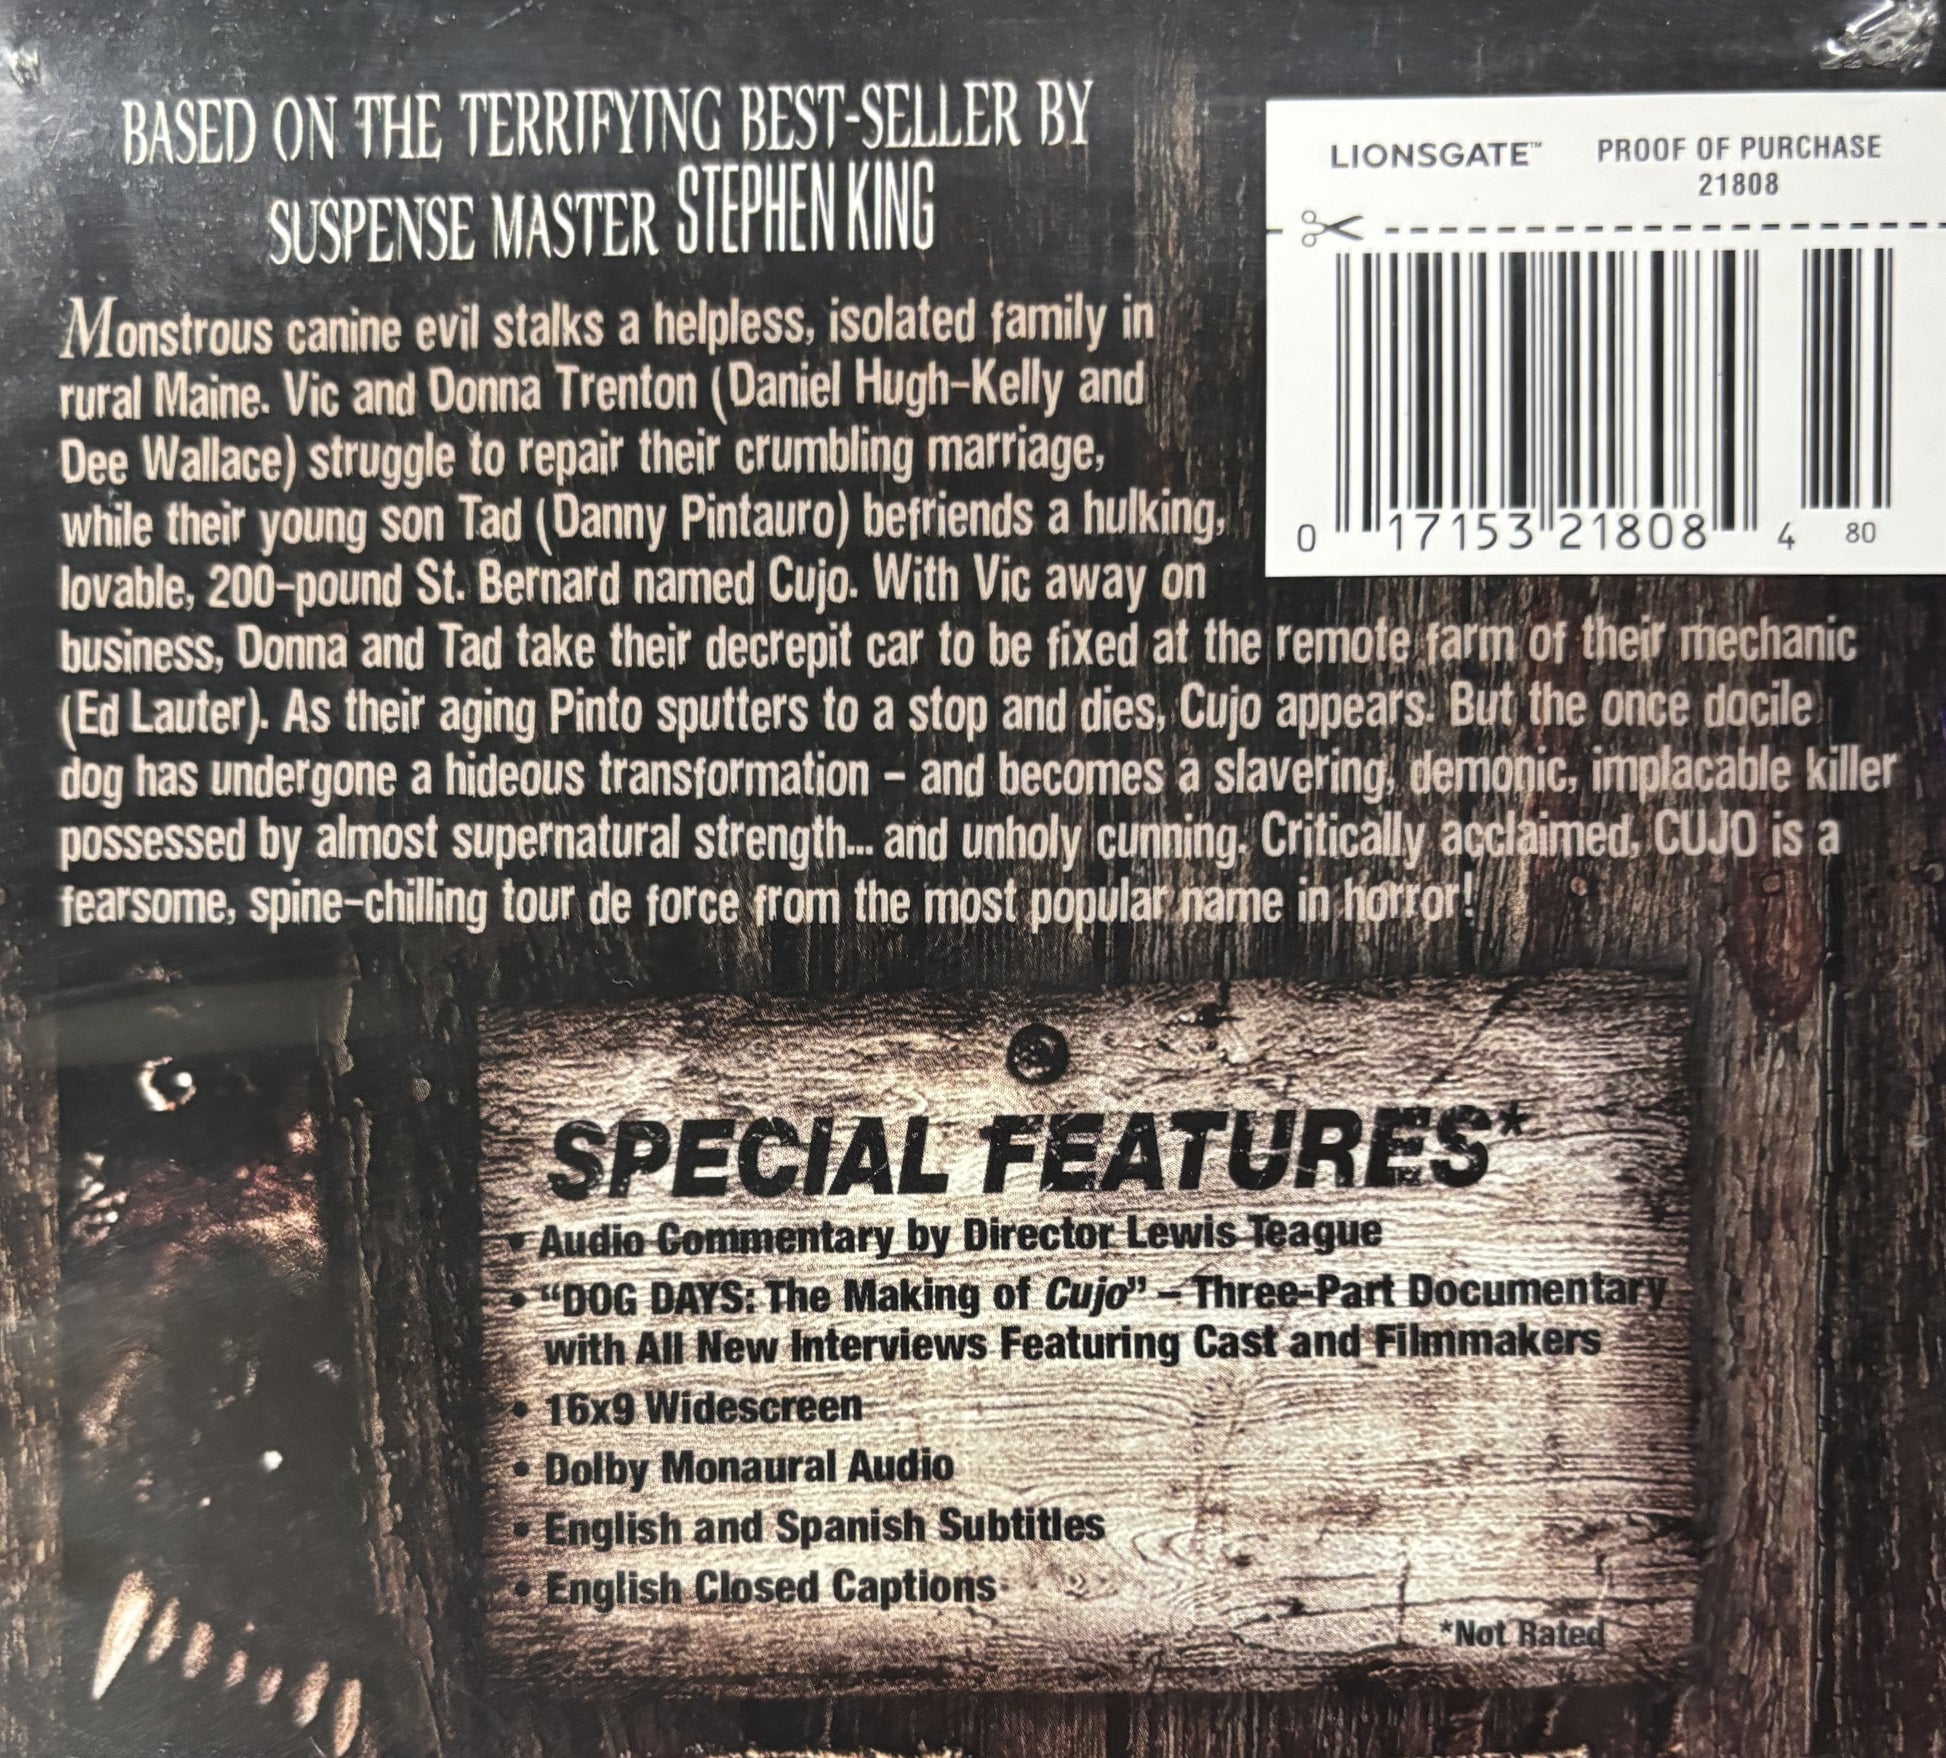 BASED ON THE TERRIFYING BEST-SELLER BY
SUSPENSE MASTER STEPHEN KING
LIONSGATE™ PROOF OF PURCHASE
21808
0 17153 21808 4 80
Monstrous canine evil stalks a helpless, isolated family in
rural Maine. Vic and Donna Trenton (Daniel Hugh-Kelly and
Dee Wallace) struggle to repair their crumbling marriage,
while their young son Tad (Danny Pintauro) befriends a hulking,
lovable, 200-pound St. Bernard named Cujo. With Vic away on
business, Donna and Tad take their decrepit car to be fixed at the remote farm of their mechanic
(Ed Lauter). As their aging Pinto sputters to a stop and dies, Cujo appears. But the once docile
dog has undergone a hideous transformation – and becomes a slavering, demonic, implacable killer
possessed by almost supernatural strength... and unholy cunning. Critically acclaimed, CUJO is a
fearsome, spine-chilling tour de force from the most popular name in horror!
SPECIAL FEATURES*
• Audio Commentary by Director Lewis Teague
• “DOG DAYS: The Making of Cujo” – Three-Part Documentary
with All New Interviews Featuring Cast and Filmmakers
• 16x9 Widescreen
• Dolby Monaural Audio
• English and Spanish Subtitles
• English Closed Captions
*Not Rated